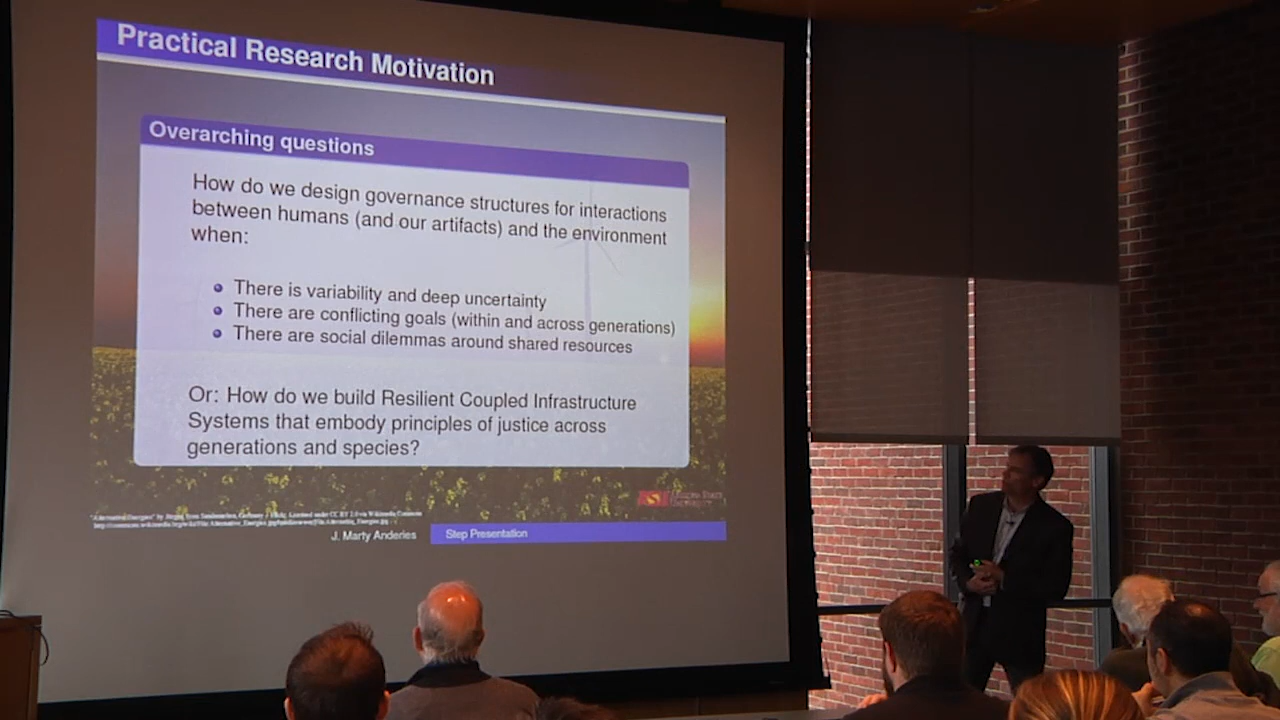 Practical Research Motivation
Overarching questions
How do we design governance structures for interactions
between humans (and our artifacts) and the environment
when:
There is variability and deep uncertainty
There are conflicting goals (within and across generations)
There are social dilemmas around shared resources
Or: How do we build Resilient Coupled Infrastructure
Systems that embody principles of justice across
generations and species?
Arizona State
University
J. Marty Anderies
Step Presentation